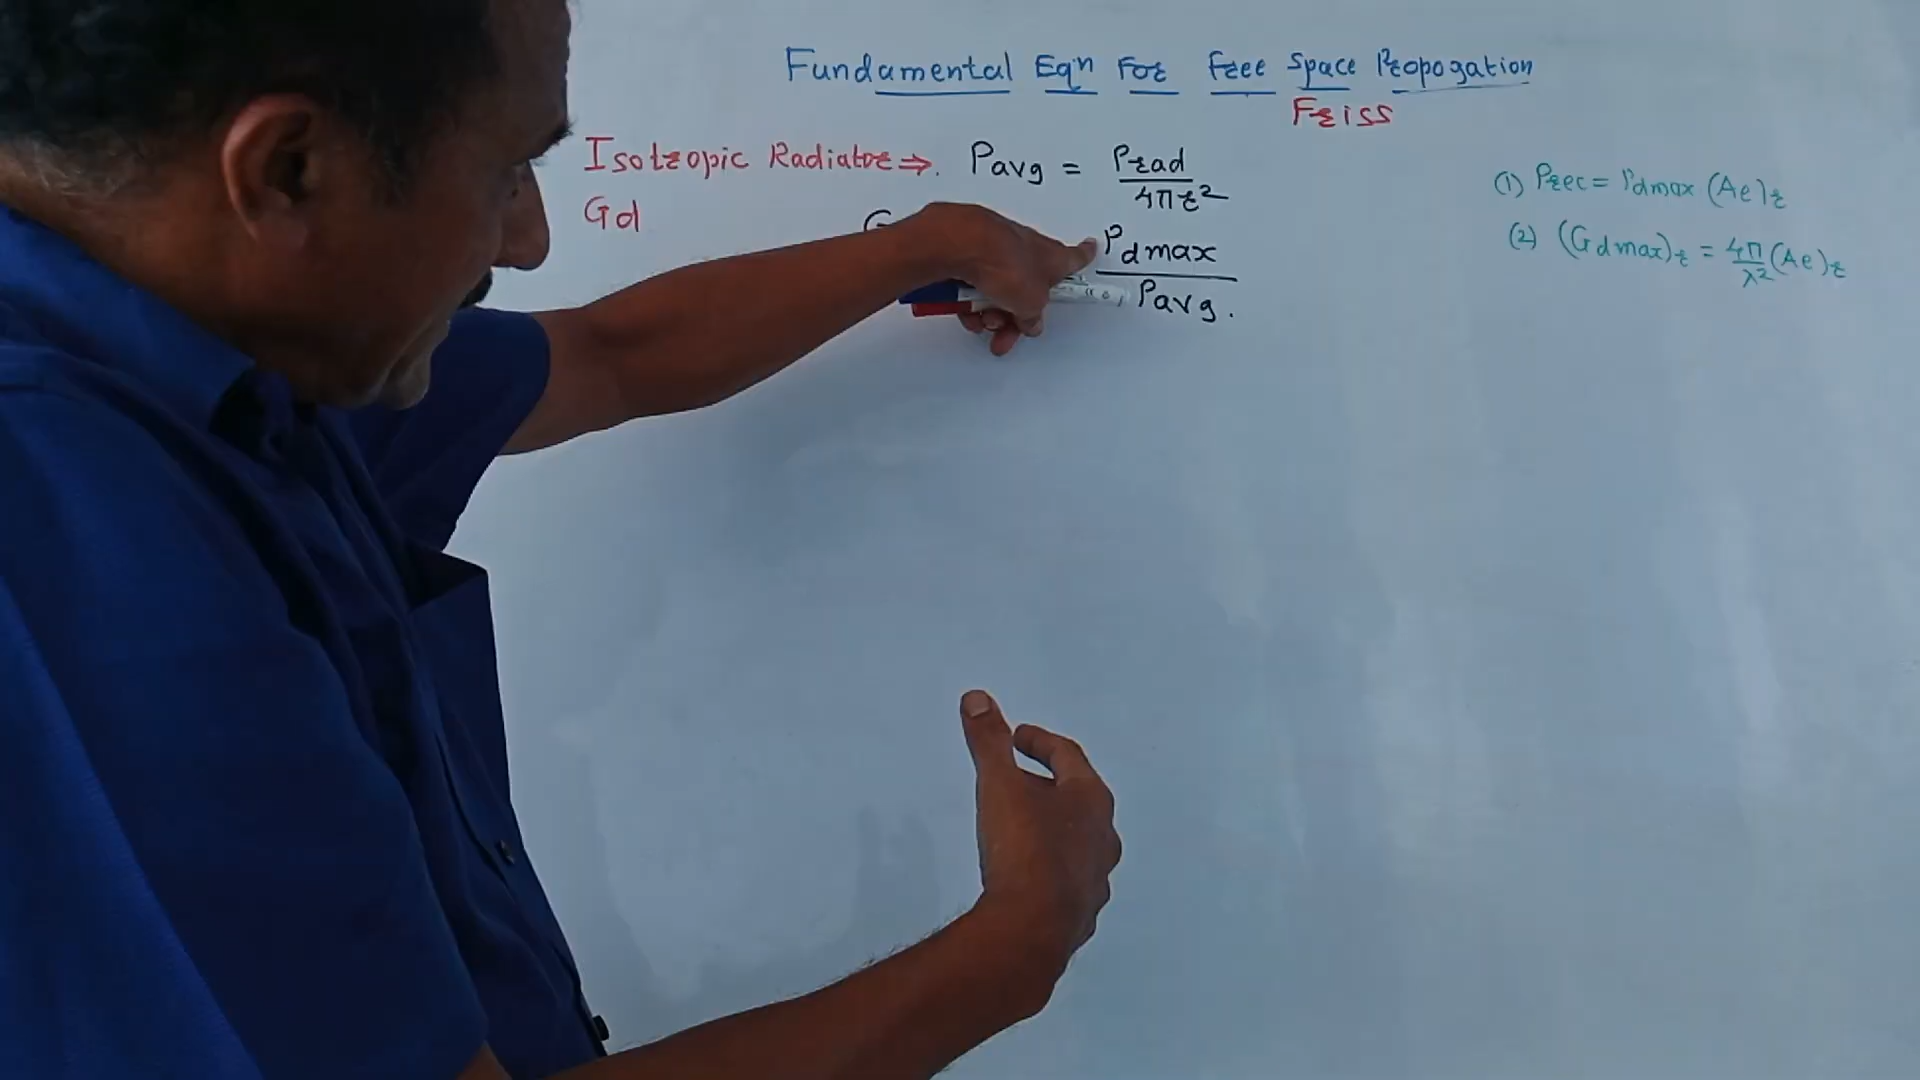 Fundamental Eqn For Free Space Propogation
Friss
Isotropic Radiator ⇒. Pavg = Prad / 4πr²
Gd
G Pdmax / Pavg.
(1) Prec = Pdmax (Ae)r
(2) (Gdmax)r = 4π/λ² (Ae)r